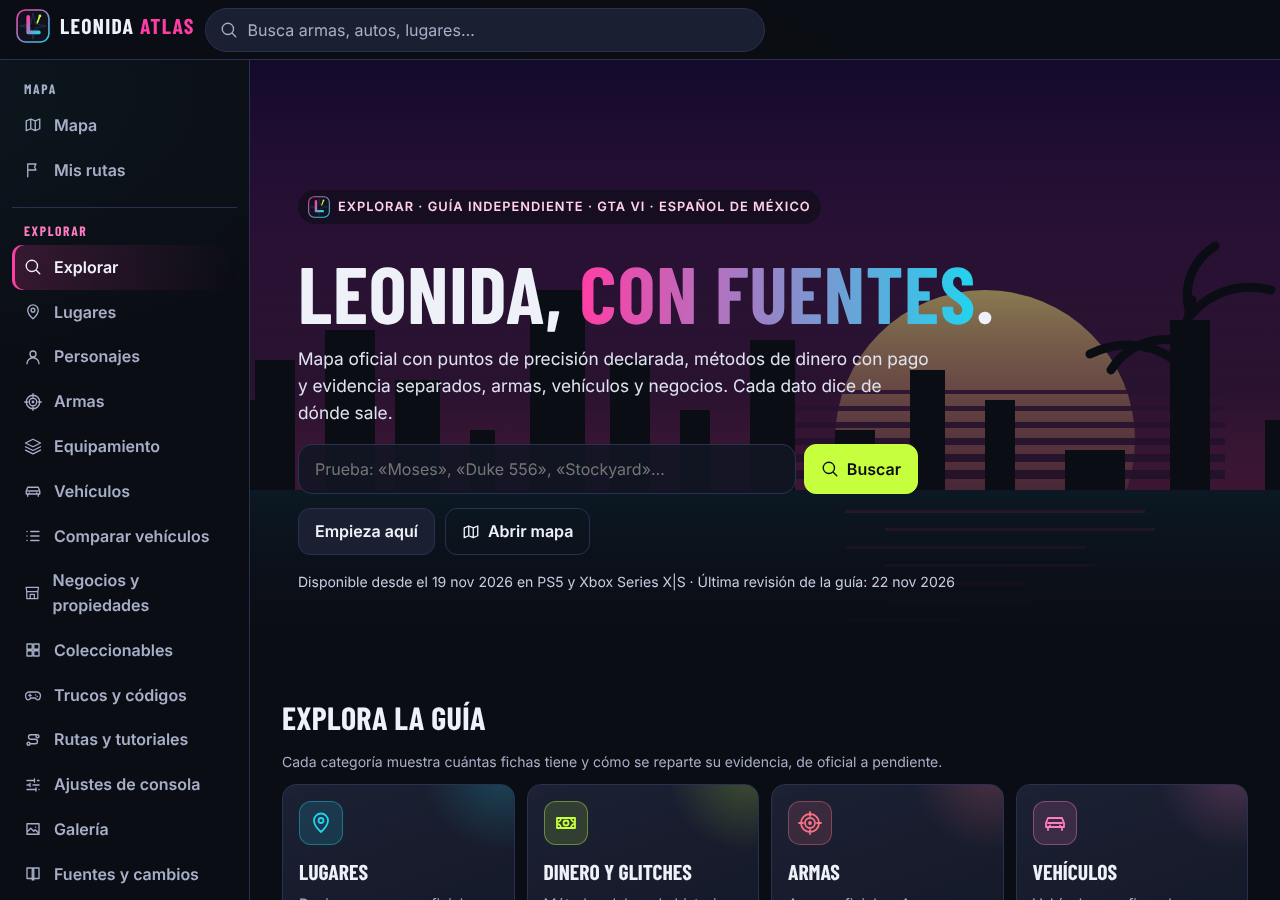 LEONIDA ATLAS
Busca armas, autos, lugares...
MAPA
Mapa
Mis rutas
EXPLORAR
Explorar
Lugares
Personajes
Armas
Equipamiento
Vehículos
Comparar vehículos
Negocios y
propiedades
Coleccionables
Trucos y códigos
Rutas y tutoriales
Ajustes de consola
Galería
Fuentes y cambios
EXPLORAR · GUÍA INDEPENDIENTE · GTA VI · ESPAÑOL DE MÉXICO
LEONIDA, CON FUENTES.
Mapa oficial con puntos de precisión declarada, métodos de dinero con pago
y evidencia separados, armas, vehículos y negocios. Cada dato dice de
dónde sale.
Prueba: «Moses», «Duke 556», «Stockyard»...
Buscar
Empieza aquí
Abrir mapa
Disponible desde el 19 nov 2026 en PS5 y Xbox Series X|S · Última revisión de la guía: 22 nov 2026
EXPLORA LA GUÍA
Cada categoría muestra cuántas fichas tiene y cómo se reparte su evidencia, de oficial a pendiente.
LUGARES
DINERO Y GLITCHES
ARMAS
VEHÍCULOS